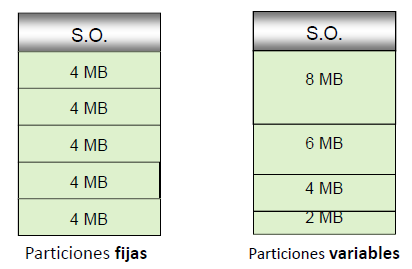 S.O.
4 MB
4 MB
4 MB
4 MB
4 MB
Particiones fijas
S.O.
8 MB
6 MB
4 MB
2 MB
Particiones variables